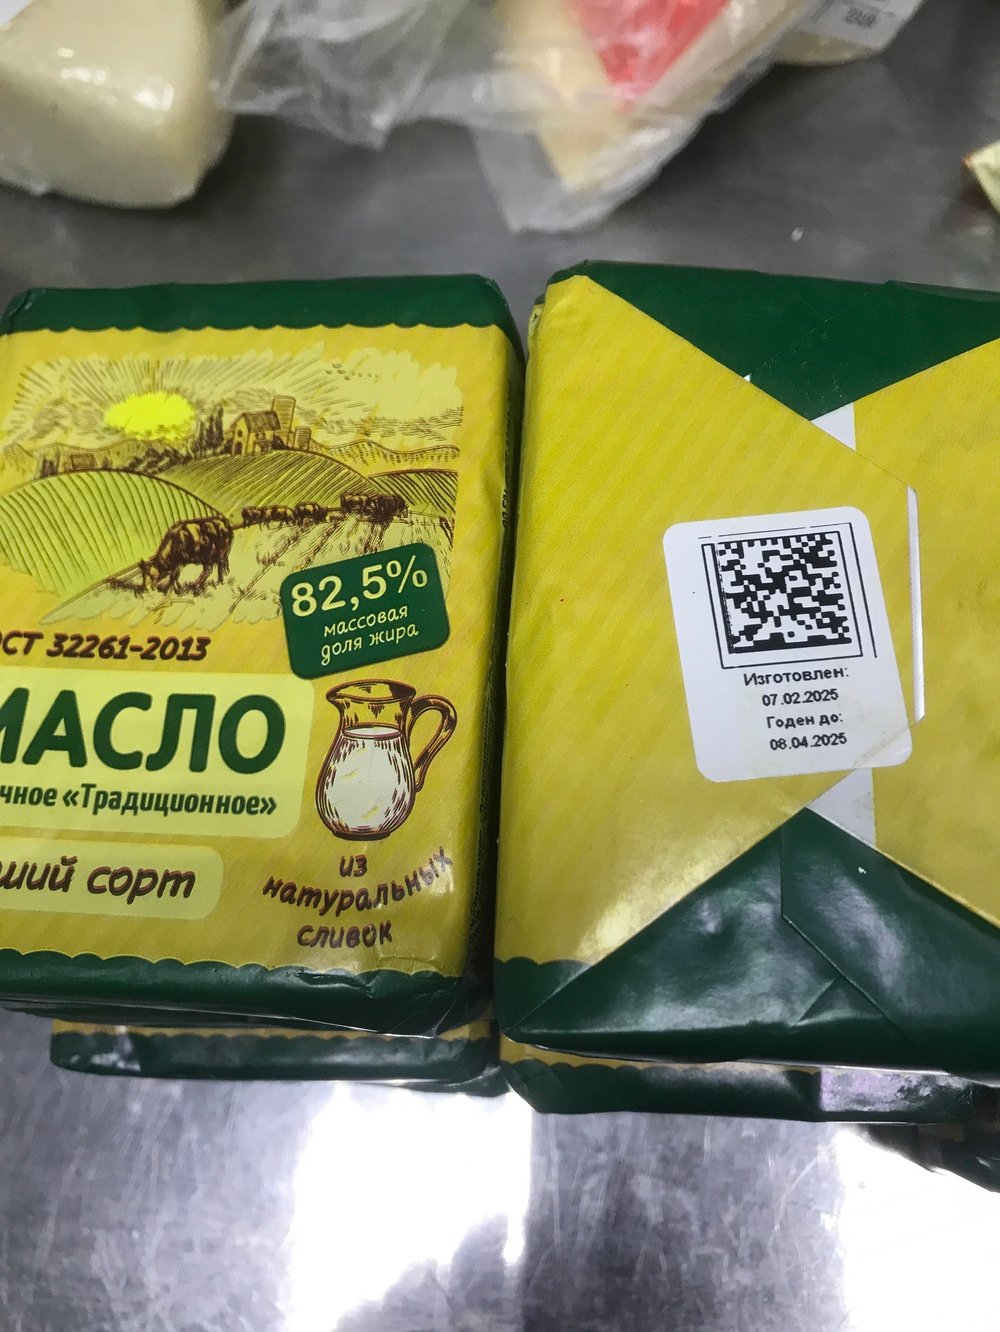 82,5%
массовая
доля жира
ОСТ 32261-2013
МАСЛО
чное «Традиционное»
ший сорт
из
натуральных
сливок
Изготовлен:
07.02.2025
Годен до:
08.04.2025